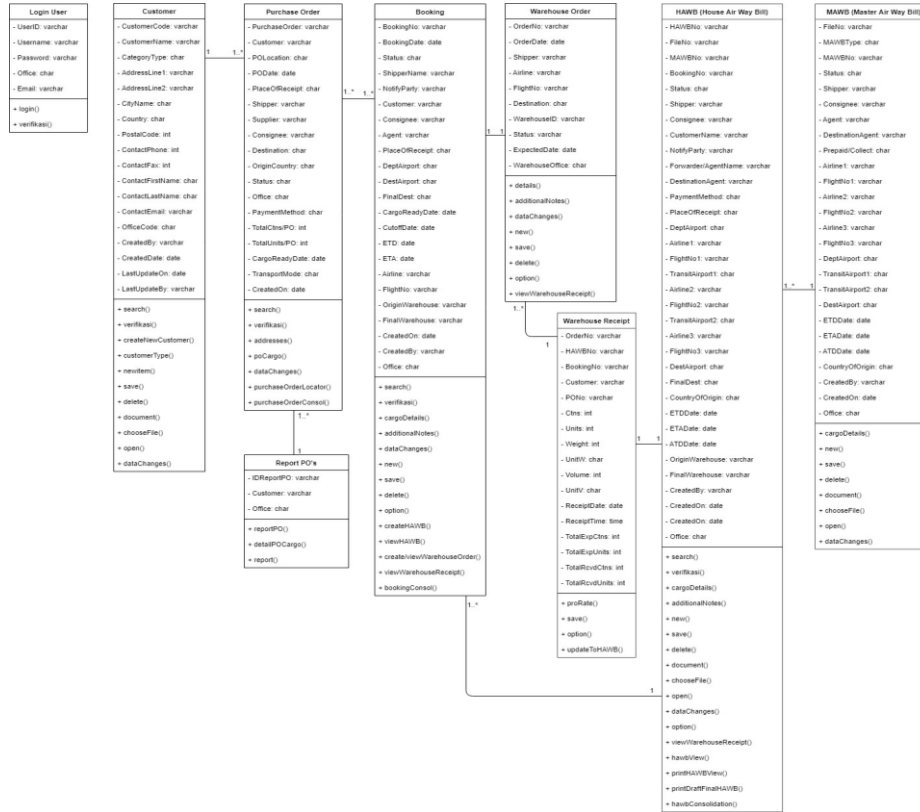 Login User
- UserID: varchar
- Username: varchar
- Password: varchar
- Office: char
- Email: varchar
+ login()
+ verifikasi()
Customer
- CustomerCode: varchar
- CustomerName: varchar
- CategoryType: char
- AddressLine1: varchar
- AddressLine2: varchar
- CityName: char
- Country: char
- PostalCode: int
- ContactPhone: int
- ContactFax: int
- ContactFirstName: char
- ContactLastName: char
- ContactEmail: varchar
- OfficeCode: char
- CreatedBy: varchar
- CreatedDate: date
- LastUpdateOn: date
- LastUpdateBy: varchar
+ search()
+ verifikasi()
+ createNewCustomer()
+ customerType()
+ newitem()
+ save()
+ delete()
+ document()
+ chooseFile()
+ open()
+ dataChanges()
1
1..*
Purchase Order
- PurchaseOrder: varchar
- Customer: varchar
- POLocation: char
- PODate: date
- PlaceOfReceipt: char
- Shipper: varchar
- Supplier: varchar
- Consignee: varchar
- Destination: char
- OriginCountry: char
- Status: char
- Office: char
- PaymentMethod: char
- TotalCtns/PO: int
- TotalUnits/PO: int
- CargoReadyDate: date
- TransportMode: char
- CreatedOn: date
+ search()
+ verifikasi()
+ addresses()
+ poCargo()
+ dataChanges()
+ purchaseOrderLocator()
+ purchaseOrderConsol()
1..*
1
Report PO's
- IDReportPO: varchar
- Customer: varchar
- Office: char
+ reportPO()
+ detailPOCargo()
+ report()
1..*
1..*
Booking
- BookingNo: varchar
- BookingDate: date
- Status: char
- ShipperName: varchar
- NotifyParty: varchar
- Customer: varchar
- Consignee: varchar
- Agent: varchar
- PlaceOfReceipt: char
- DeptAirport: char
- DestAirport: char
- FinalDest: char
- CargoReadyDate: date
- CutoffDate: date
- ETD: date
- ETA: date
- Airline: varchar
- FlightNo: varchar
- OriginWarehouse: varchar
- FinalWarehouse: varchar
- CreatedOn: date
- CreatedBy: varchar
- Office: char
+ search()
+ verifikasi()
+ cargoDetails()
+ additionalNotes()
+ dataChanges()
+ new()
+ save()
+ delete()
+ option()
+ createHAWB()
+ viewHAWB()
+ create/viewWarehouseOrder()
+ viewWarehouseReceipt()
+ bookingConsol()
1..*
1
1
1
Warehouse Order
- OrderNo: varchar
- OrderDate: date
- Shipper: varchar
- Airline: varchar
- FlightNo: varchar
- Destination: char
- WarehouseID: varchar
- Status: varchar
- ExpectedDate: date
- WarehouseOffice: char
+ details()
+ additionalNotes()
+ dataChanges()
+ new()
+ save()
+ delete()
+ option()
+ viewWarehouseReceipt()
1..*
1
Warehouse Receipt
- OrderNo: varchar
- HAWBNo: varchar
- BookingNo: varchar
- Customer: varchar
- PONo: varchar
- Ctns: int
- Units: int
- Weight: int
- UnitW: char
- Volume: int
- UnitV: char
- ReceiptDate: date
- ReceiptTime: time
- TotalExpCtns: int
- TotalExpUnits: int
- TotalRcvdCtns: int
- TotalRcvdUnits: int
+ proRate()
+ save()
+ option()
+ updateToHAWB()
1
1
HAWB (House Air Way Bill)
- HAWBNo: varchar
- FileNo: varchar
- MAWBNo: varchar
- BookingNo: varchar
- Status: char
- Shipper: varchar
- Consignee: varchar
- CustomerName: varchar
- NotifyParty: varchar
- Forwarder/AgentName: varchar
- DestinationAgent: varchar
- PaymentMethod: char
- PlaceOfReceipt: char
- DeptAirport: char
- Airline1: varchar
- FlightNo1: varchar
- TransitAirport1: char
- Airline2: varchar
- FlightNo2: varchar
- TransitAirport2: char
- Airline3: varchar
- FlightNo3: varchar
- DestAirport: char
- FinalDest: char
- CountryOfOrigin: char
- ETDDate: date
- ETADate: date
- ATDDate: date
- OriginWarehouse: varchar
- FinalWarehouse: varchar
- CreatedBy: varchar
- CreatedOn: date
- CreatedOn: date
- Office: char
+ search()
+ verifikasi()
+ cargoDetails()
+ additionalNotes()
+ new()
+ save()
+ delete()
+ document()
+ chooseFile()
+ open()
+ dataChanges()
+ option()
+ viewWarehouseReceipt()
+ hawbView()
+ printHAWBView()
+ printDraftFinalHAWB()
+ hawbConsolidation()
1..*
1
MAWB (Master Air Way Bill)
- FileNo: varchar
- MAWBType: char
- MAWBNo: varchar
- Status: char
- Shipper: varchar
- Consignee: varchar
- Agent: varchar
- DestinationAgent: varchar
- Prepaid/Collect: char
- Airline1: varchar
- FlightNo1: varchar
- Airline2: varchar
- FlightNo2: varchar
- Airline3: varchar
- FlightNo3: varchar
- DeptAirport: char
- TransitAirport1: char
- TransitAirport2: char
- DestAirport: char
- ETDDate: date
- ETADate: date
- ATDDate: date
- CountryOfOrigin: char
- CreatedBy: varchar
- CreatedOn: date
- Office: char
+ cargoDetails()
+ new()
+ save()
+ delete()
+ document()
+ chooseFile()
+ open()
+ dataChanges()